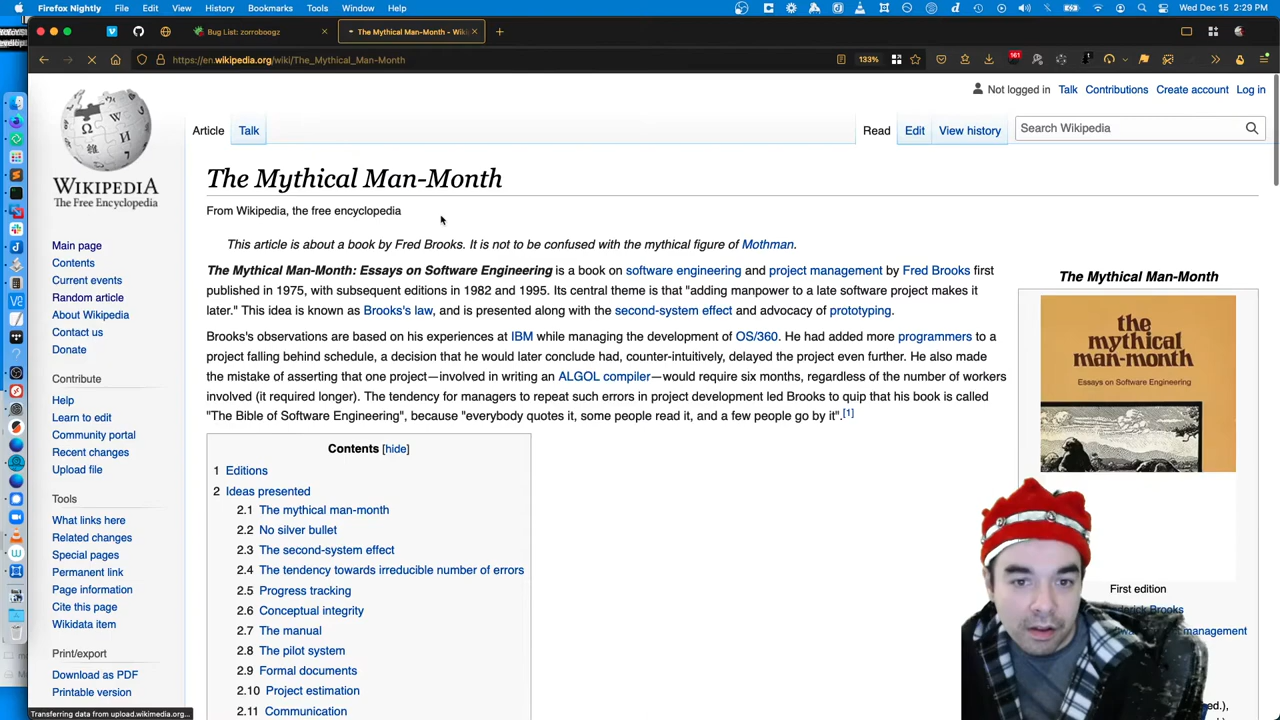 Firefox Nightly File Edit View History Bookmarks Tools Window Help
Wed Dec 15 2:29 PM
Bug List: zorroboogz
The Mythical Man-Month - Wiki
https://en.wikipedia.org/wiki/The_Mythical_Man-Month
133%
161
Not logged in Talk Contributions Create account Log in
Article Talk
Read Edit View history
Search Wikipedia
WIKIPEDIA
The Free Encyclopedia
Main page
Contents
Current events
Random article
About Wikipedia
Contact us
Donate
Contribute
Help
Learn to edit
Community portal
Recent changes
Upload file
Tools
What links here
Related changes
Special pages
Permanent link
Page information
Cite this page
Wikidata item
Print/export
Download as PDF
Printable version
Transferring data from upload.wikimedia.org...
The Mythical Man-Month
From Wikipedia, the free encyclopedia
This article is about a book by Fred Brooks. It is not to be confused with the mythical figure of Mothman.
The Mythical Man-Month: Essays on Software Engineering is a book on software engineering and project management by Fred Brooks first
published in 1975, with subsequent editions in 1982 and 1995. Its central theme is that "adding manpower to a late software project makes it
later." This idea is known as Brooks's law, and is presented along with the second-system effect and advocacy of prototyping.
Brooks's observations are based on his experiences at IBM while managing the development of OS/360. He had added more programmers to a
project falling behind schedule, a decision that he would later conclude had, counter-intuitively, delayed the project even further. He also made
the mistake of asserting that one project—involved in writing an ALGOL compiler—would require six months, regardless of the number of workers
involved (it required longer). The tendency for managers to repeat such errors in project development led Brooks to quip that his book is called
"The Bible of Software Engineering", because "everybody quotes it, some people read it, and a few people go by it".[1]
Contents [hide]
1 Editions
2 Ideas presented
2.1 The mythical man-month
2.2 No silver bullet
2.3 The second-system effect
2.4 The tendency towards irreducible number of errors
2.5 Progress tracking
2.6 Conceptual integrity
2.7 The manual
2.8 The pilot system
2.9 Formal documents
2.10 Project estimation
2.11 Communication
The Mythical Man-Month
the
mythical
man-month
Essays on Software Engineering
First edition
Brooks
management
ed.),